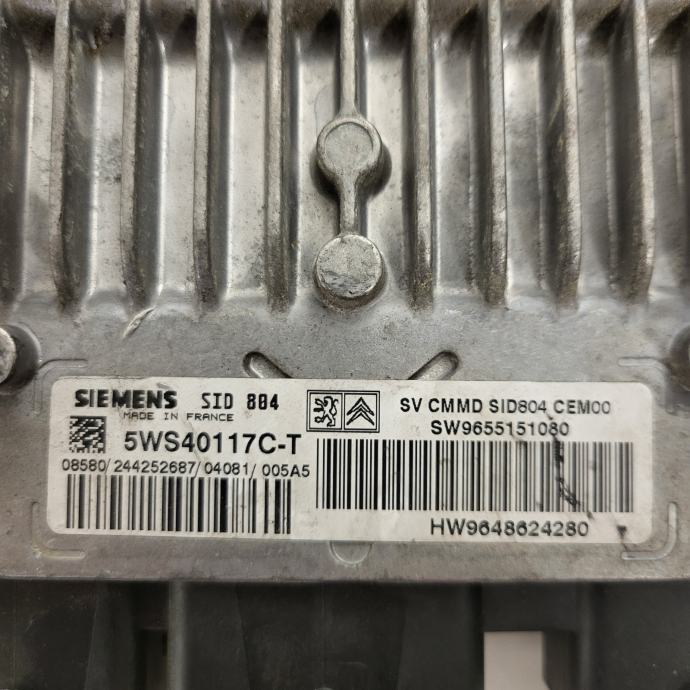 SIEMENS SID 804
MADE IN FRANCE
5WS40117C-T
08580/244252687/04081/005A5
SV CMMD SID804 CEM00
SW9655151080
HW9648624280